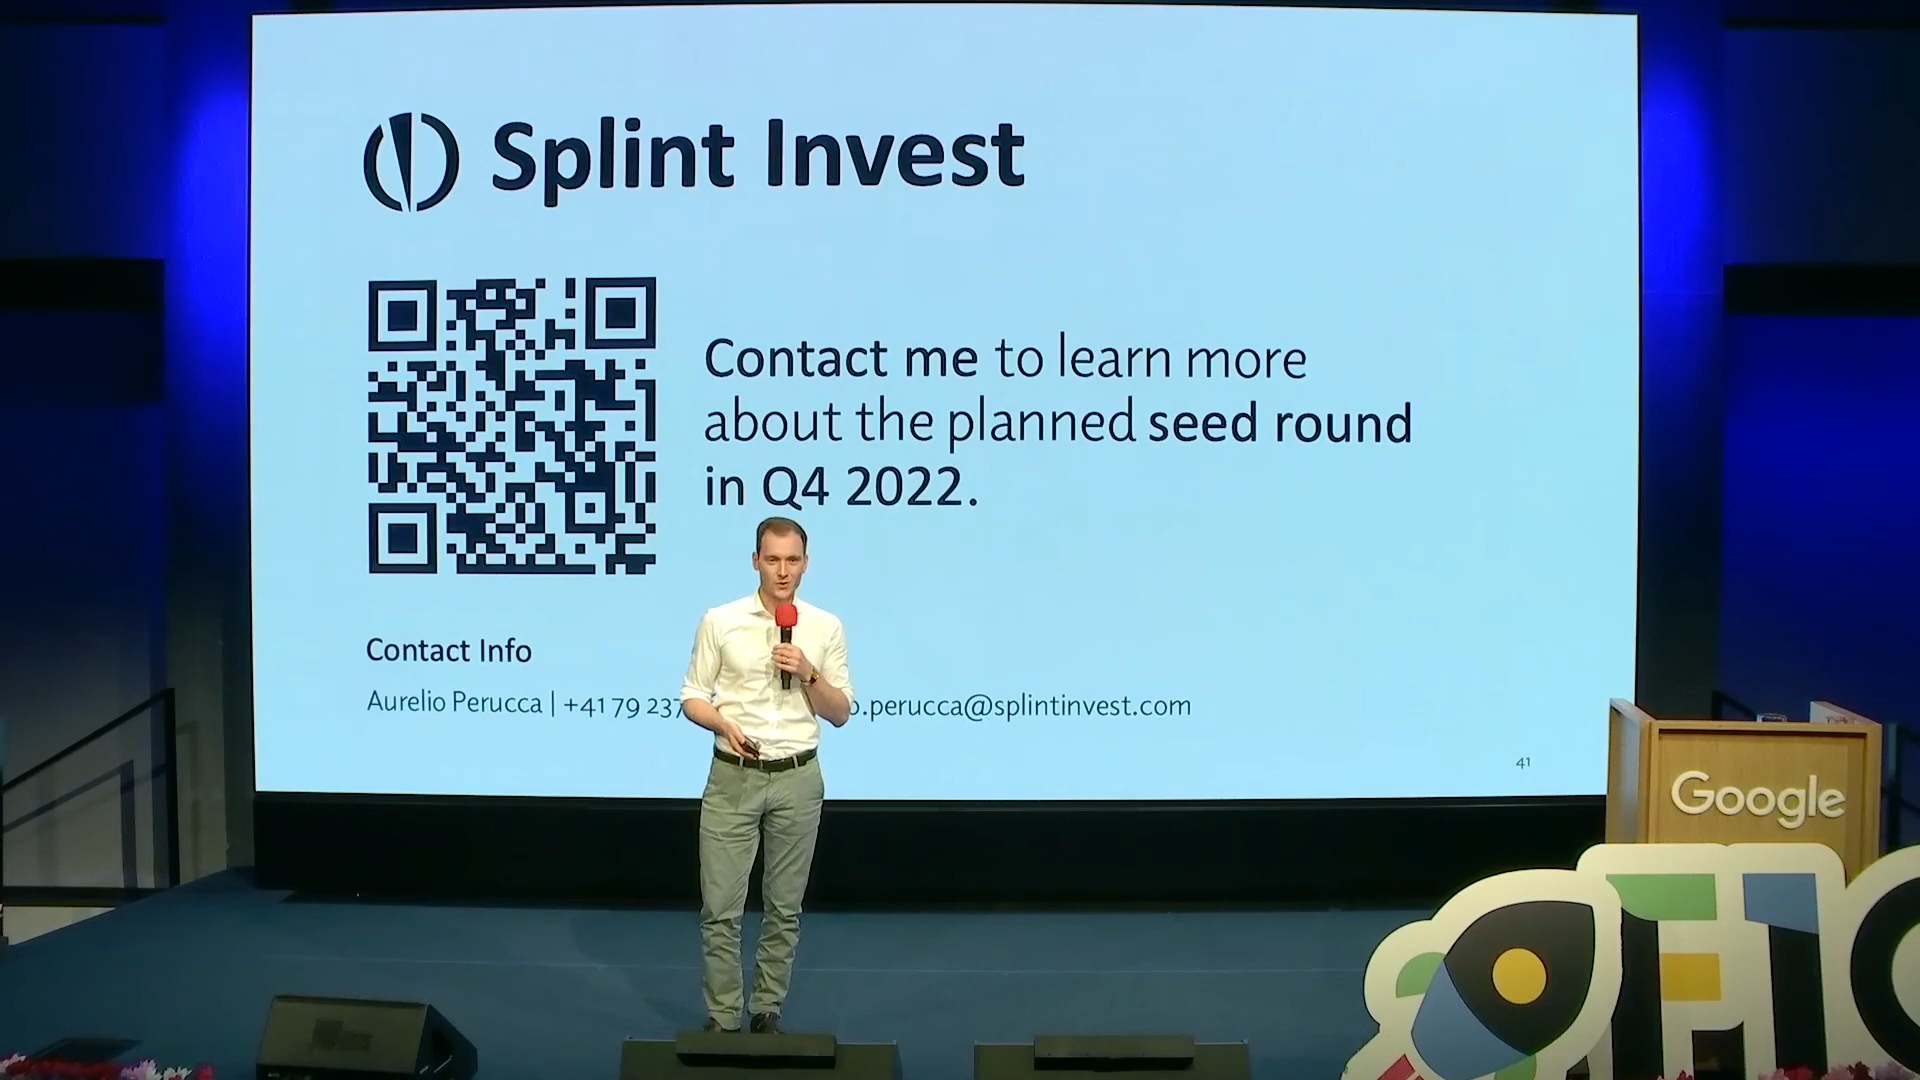 Splint Invest
Contact me to learn more
about the planned seed round
in Q4 2022.
Contact Info
Aurelio Perucca | +41 79 237 o.perucca@splintinvest.com
41
Google